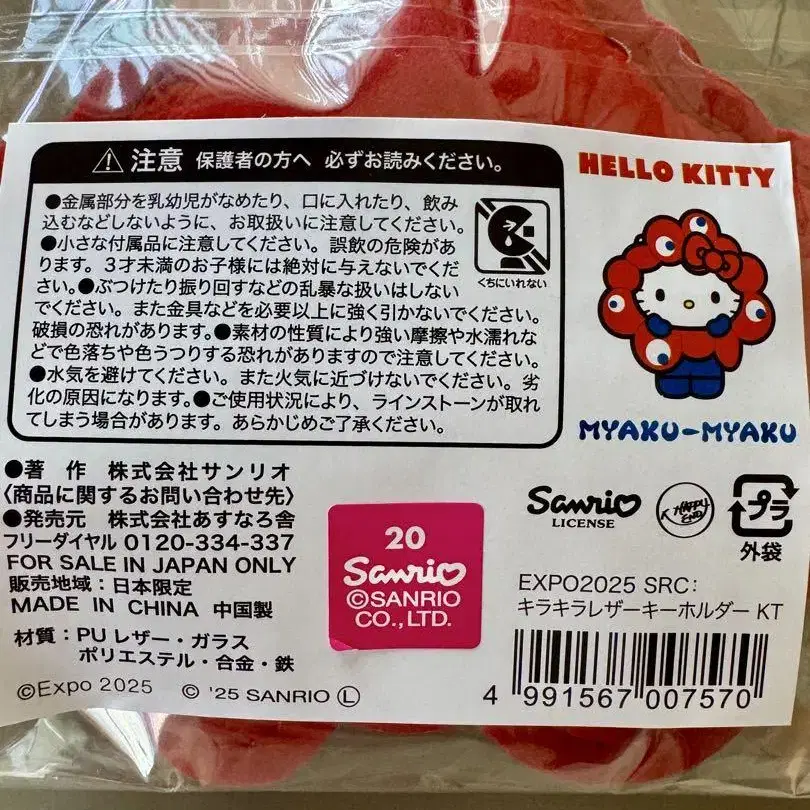 ⚠注意 保護者の方へ 必ずお読みください。
●金属部分を乳幼児がなめたり、口に入れたり、飲み
込むなどしないように、お取扱いに注意してください。
●小さな付属品に注意してください。誤飲の危険があ
ります。3才未満のお子様には絶対に与えないでくだ
さい。●ぶつけたり振り回すなどの乱暴な扱いはしない
でください。また金具などを必要以上に強く引かないでください。
破損の恐れがあります。●素材の性質により強い摩擦や水濡れな
どで色落ちや色うつりする恐れがありますので注意してください。
●水気を避けてください。また火気に近づけないでください。劣
化の原因になります。●ご使用状況により、ラインストーンが取れ
てしまう場合があります。あらかじめご了承ください。
くちにいれない
HELLO KITTY
MYAKU-MYAKU
●著 作 株式会社サンリオ
〈商品に関するお問い合わせ先〉
●発売元 株式会社あすなろ舎
フリーダイヤル 0120-334-337
FOR SALE IN JAPAN ONLY
販売地域:日本限定
MADE IN CHINA 中国製
材質:PUレザー・ガラス
ポリエステル・合金・鉄
©Expo 2025 © '25 SANRIO Ⓛ
20
Sanrio
©SANRIO
CO.,LTD.
Sanrio
LICENSE
K HAPPY
END
プラ
外袋
EXPO2025 SRC:
キラキラレザーキーホルダー KT
4 991567 007570